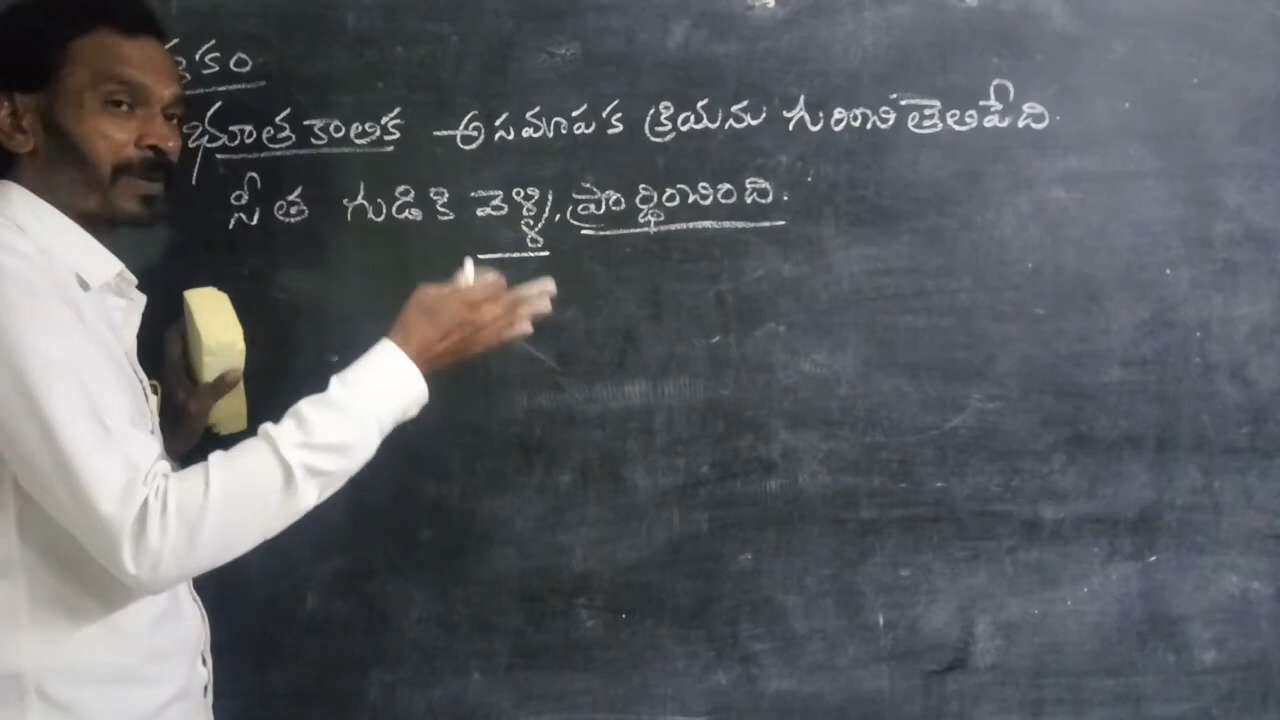 భూతకాలిక అసమాపక క్రియను గురించి తెలిపేది.
సీత గుడికి వెళ్ళి, ప్రార్థించింది.